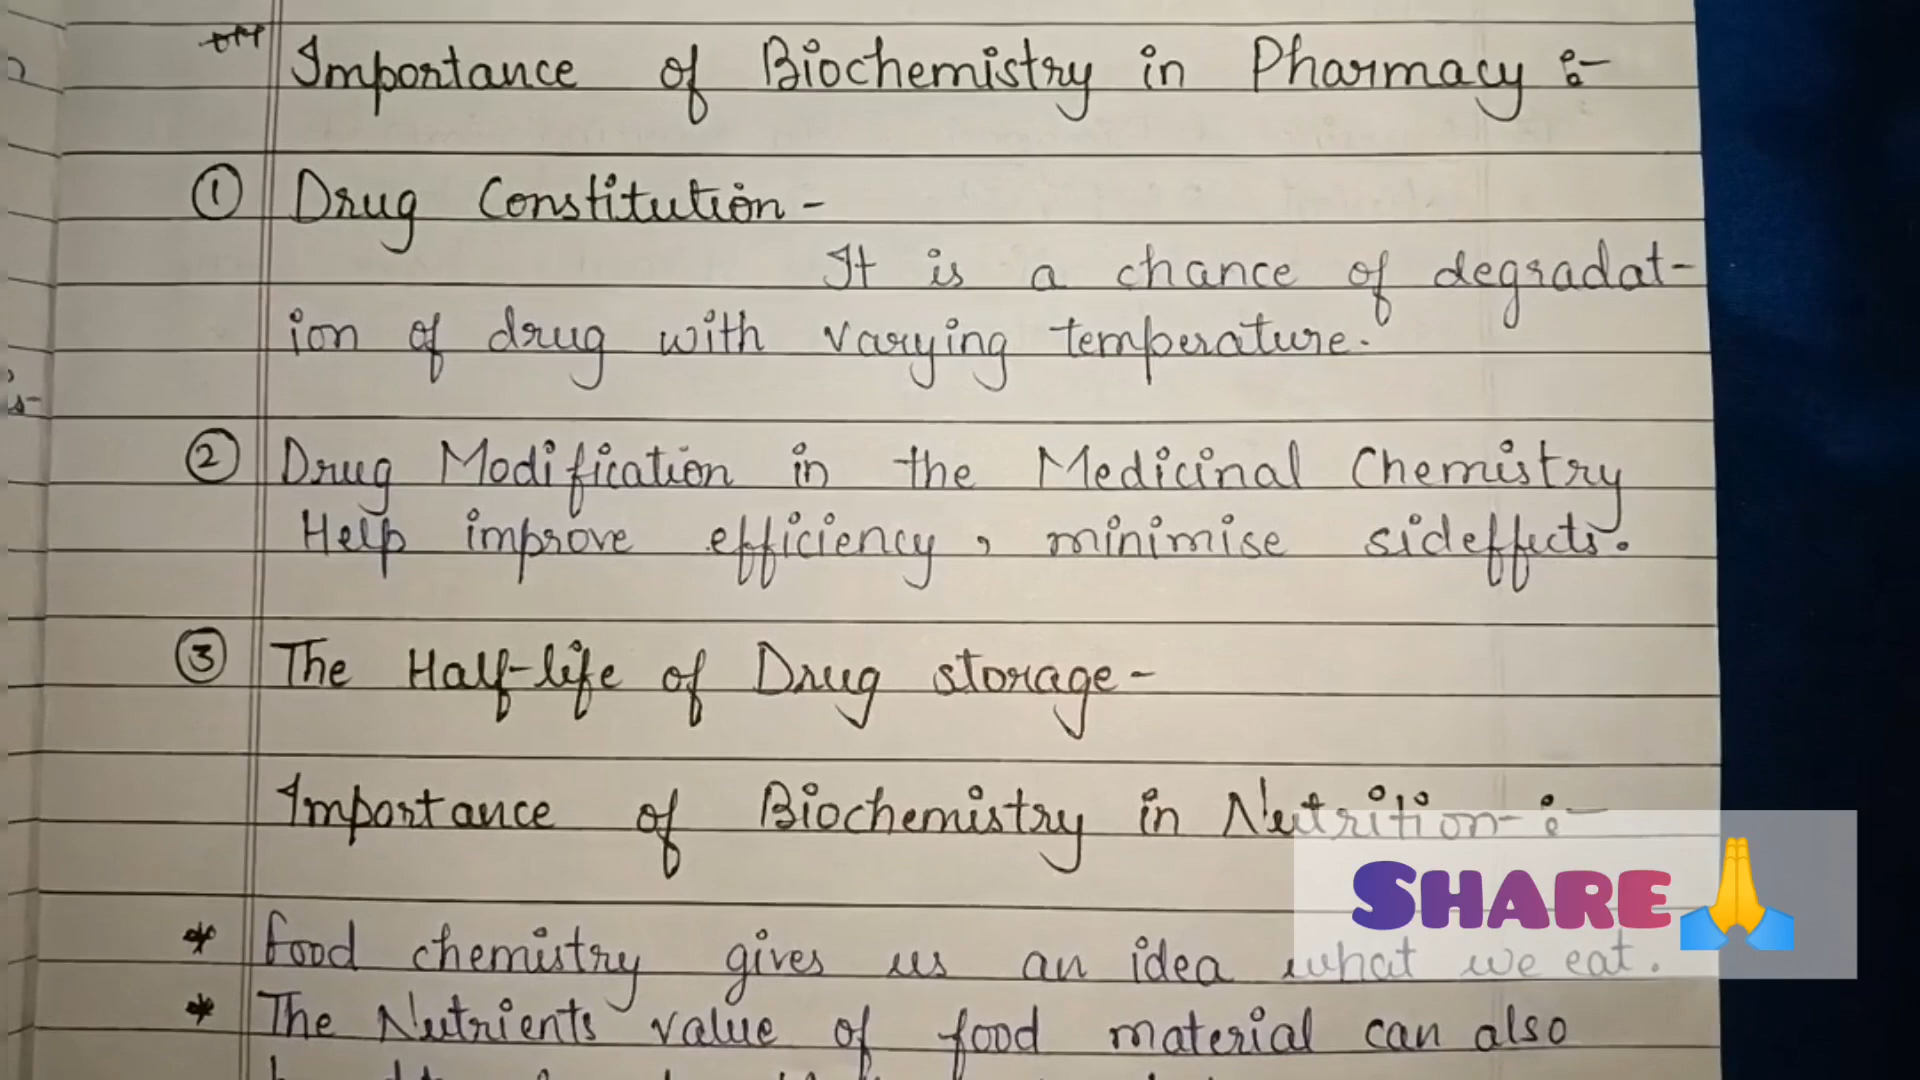 Importance of Biochemistry in Pharmacy :-
① Drug Constitution -
It is a chance of degradat-
ion of drug with varying temperature.
② Drug Modification in the Medicinal Chemistry
Help improve efficiency, minimise sideffects.
③ The Half-life of Drug storage -
Importance of Biochemistry in Nutrition- :-
SHARE🙏
* food chemistry gives us an idea what we eat.
* The Nutrients value of food material can also